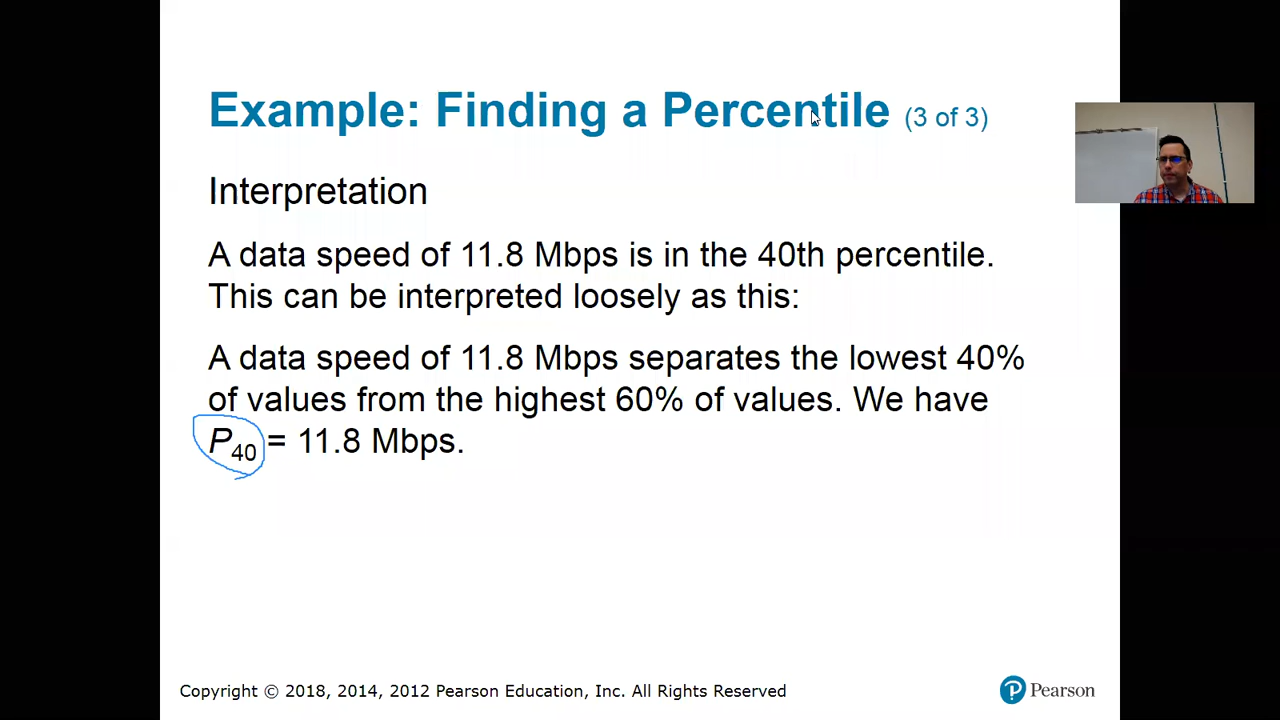 Example: Finding a Percentile (3 of 3)
Interpretation
A data speed of 11.8 Mbps is in the 40th percentile.
This can be interpreted loosely as this:
A data speed of 11.8 Mbps separates the lowest 40%
of values from the highest 60% of values. We have
P40 = 11.8 Mbps.
Copyright © 2018, 2014, 2012 Pearson Education, Inc. All Rights Reserved
P Pearson